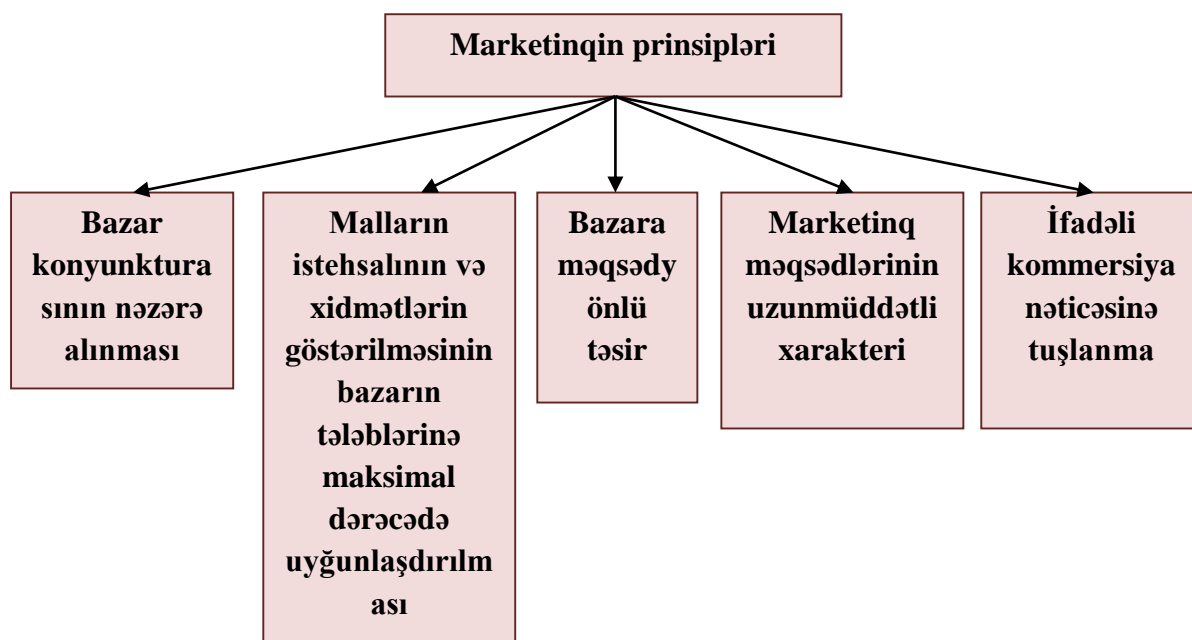 Marketinqin prinsipləri
Bazar
konyunktura
sının nəzərə
alınması
Malların
istehsalının və
xidmətlərin
göstərilməsinin
bazarın
tələblərinə
maksimal
dərəcədə
uyğunlaşdırılm
ası
Bazara
məqsədy
önlü
təsir
Marketinq
məqsədlərinin
uzunmüddətli
xarakteri
İfadəli
kommersiya
nəticəsinə
tuşlanma